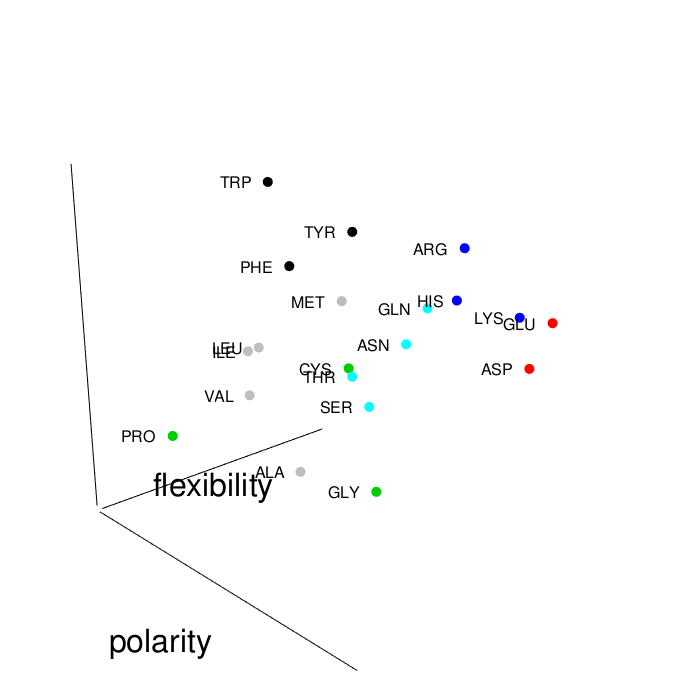 TRP
TYR
ARG
PHE
MET
HIS
GLN
LYS
GLU
ASN
LEU
ILE
CYS
ASP
THR
VAL
SER
PRO
ALA
flexibility
GLY
polarity